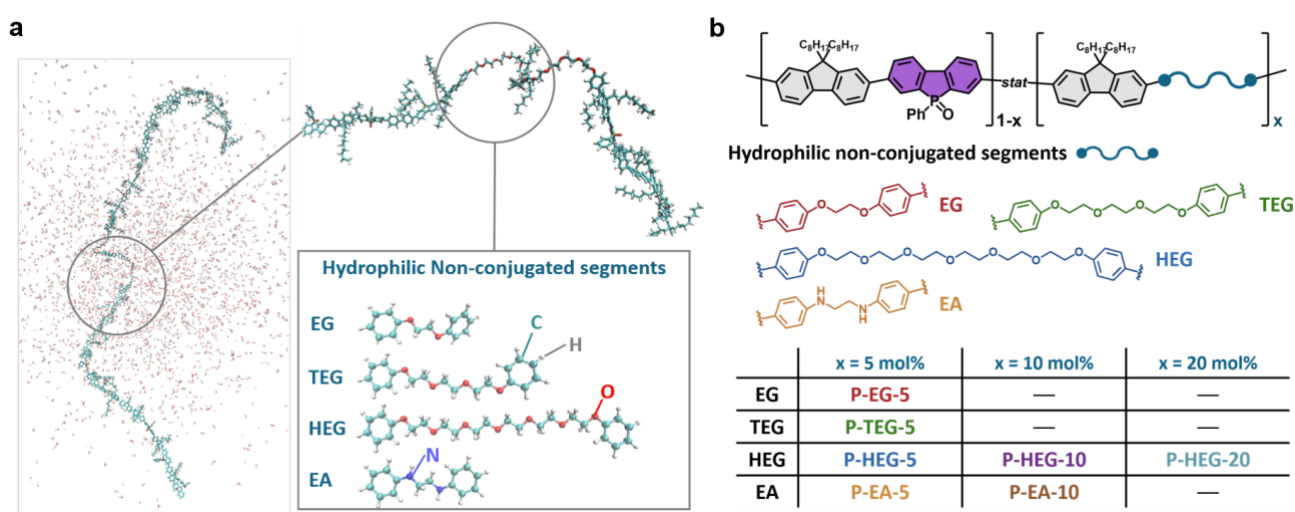 a
Hydrophilic Non-conjugated segments
EG
C
H
TEG
O
HEG
N
EA
b
C₈H₁₇ C₈H₁₇
P
Ph O
1-x
stat
C₈H₁₇ C₈H₁₇
x
Hydrophilic non-conjugated segments
O
O
EG
O
O
O
O
TEG
O
O
O
O
O
O
O
HEG
H
N
N
H
EA
x = 5 mol% x = 10 mol% x = 20 mol%
EG P-EG-5 — —
TEG P-TEG-5 — —
HEG P-HEG-5 P-HEG-10 P-HEG-20
EA P-EA-5 P-EA-10 —